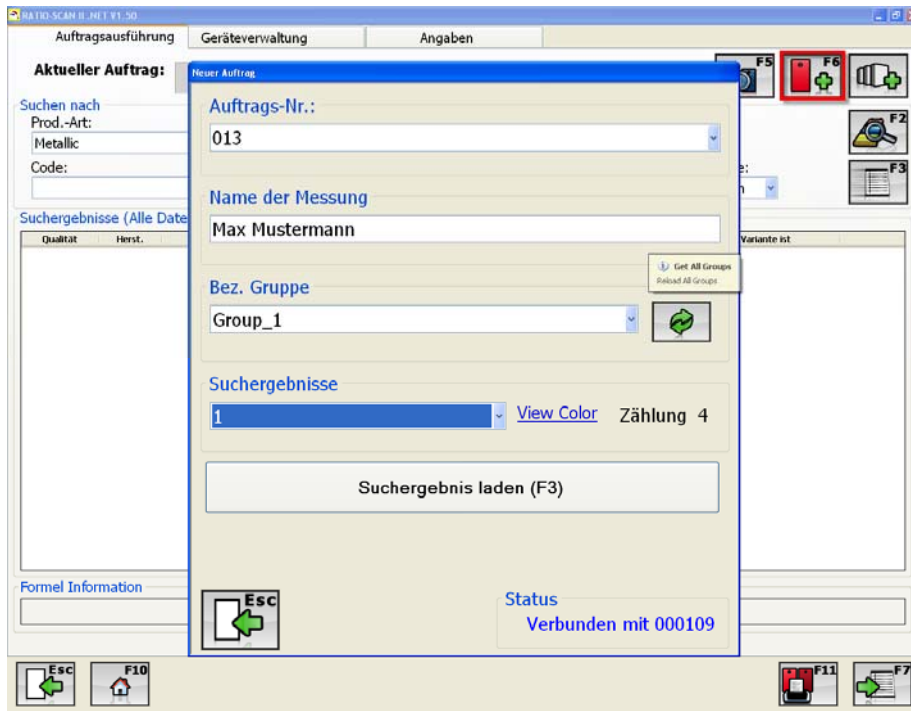 RATIO-SCAN II .NET V1.50
Auftragsausführung Geräteverwaltung Angaben
Aktueller Auftrag:
F5
F6
Suchen nach
Prod.-Art:
Metallic
Code:
F2
F3
Suchergebnisse (Alle Date
Qualität Herst. Variante ist
Neuer Auftrag
Auftrags-Nr.:
013
Name der Messung
Max Mustermann
Get All Groups
Reload All Groups
Bez. Gruppe
Group_1
Suchergebnisse
1 View Color Zählung 4
Suchergebnis laden (F3)
Esc
Status
Verbunden mit 000109
Formel Information
Esc F10 F11 F7